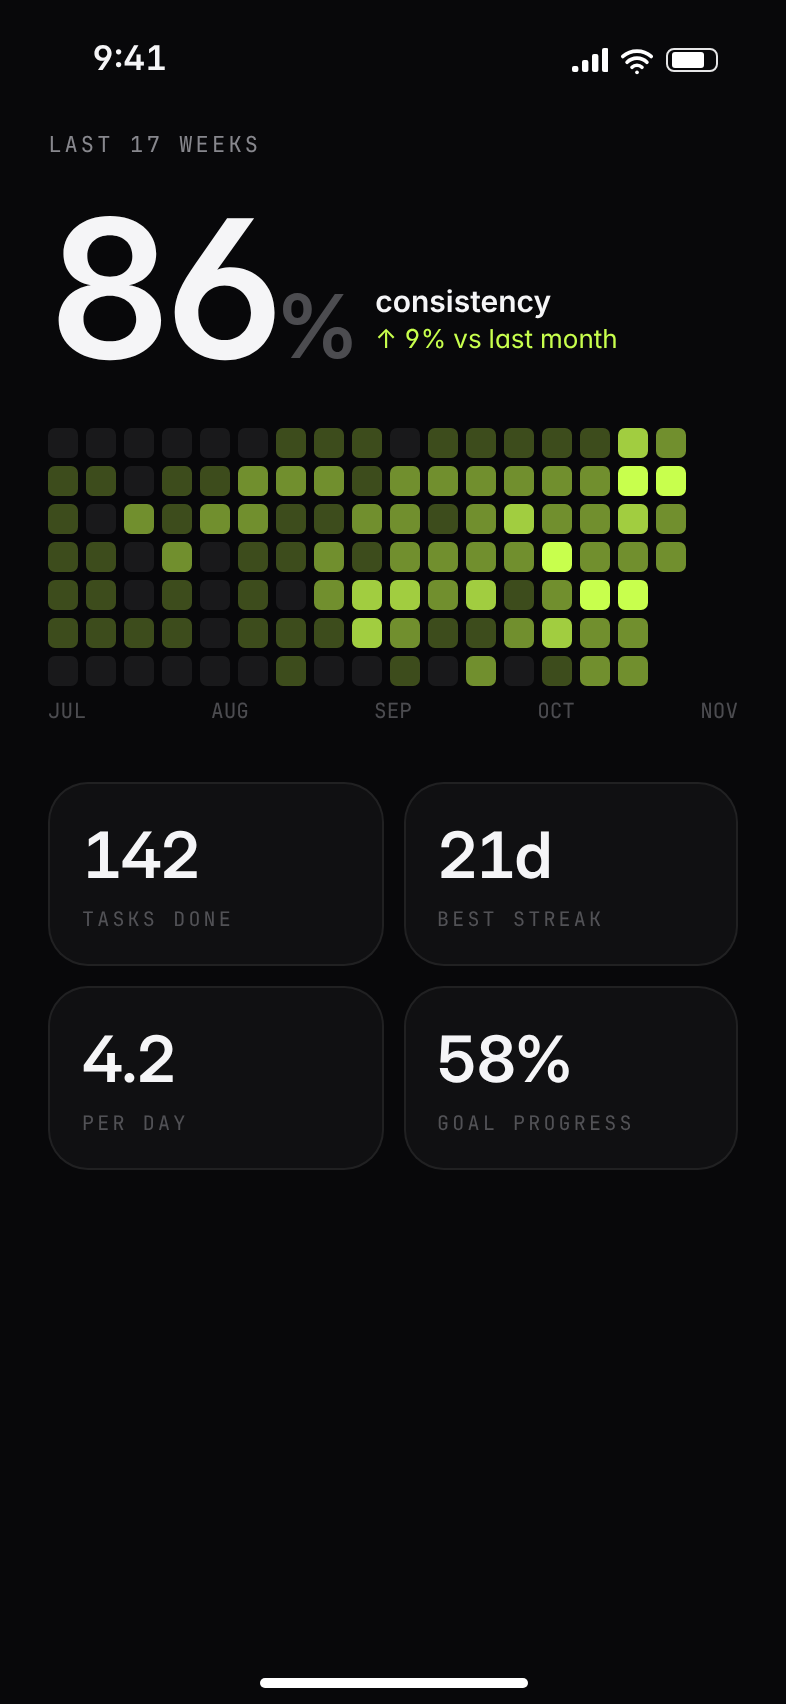 9:41
LAST 17 WEEKS
86%
consistency
↑ 9% vs last month
JUL AUG SEP OCT NOV
142
TASKS DONE
21d
BEST STREAK
4.2
PER DAY
58%
GOAL PROGRESS